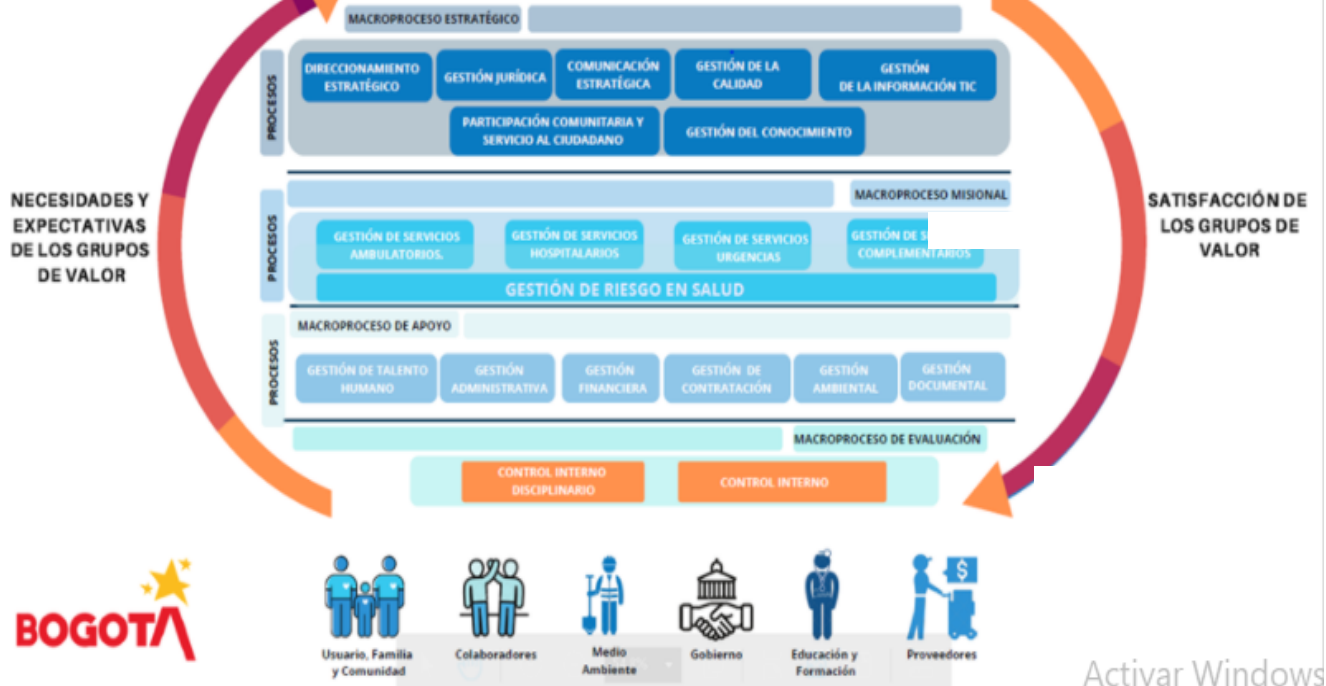 MACROPROCESO ESTRATÉGICO
PROCESOS
DIRECCIONAMIENTO
ESTRATÉGICO
GESTIÓN JURÍDICA
COMUNICACIÓN
ESTRATÉGICA
GESTIÓN DE LA
CALIDAD
GESTIÓN
DE LA INFORMACIÓN TIC
PARTICIPACIÓN COMUNITARIA Y
SERVICIO AL CIUDADANO
GESTIÓN DEL CONOCIMIENTO
NECESIDADES Y
EXPECTATIVAS
DE LOS GRUPOS
DE VALOR
SATISFACCIÓN DE
LOS GRUPOS DE
VALOR
MACROPROCESO MISIONAL
PROCESOS
GESTIÓN DE SERVICIOS
AMBULATORIOS.
GESTIÓN DE SERVICIOS
HOSPITALARIOS
GESTIÓN DE SERVICIOS
URGENCIAS
GESTIÓN DE
COMPLEMENTARIOS
GESTIÓN DE RIESGO EN SALUD
MACROPROCESO DE APOYO
PROCESOS
GESTIÓN DE TALENTO
HUMANO
GESTIÓN
ADMINISTRATIVA
GESTIÓN
FINANCIERA
GESTIÓN DE
CONTRATACIÓN
GESTIÓN
AMBIENTAL
GESTIÓN
DOCUMENTAL
MACROPROCESO DE EVALUACIÓN
CONTROL INTERNO
DISCIPLINARIO
CONTROL INTERNO
BOGOTÁ
$
Usuario, Familia
y Comunidad
Colaboradores
Medio
Ambiente
Gobierno
Educación y
Formación
Proveedores
Activar Windows